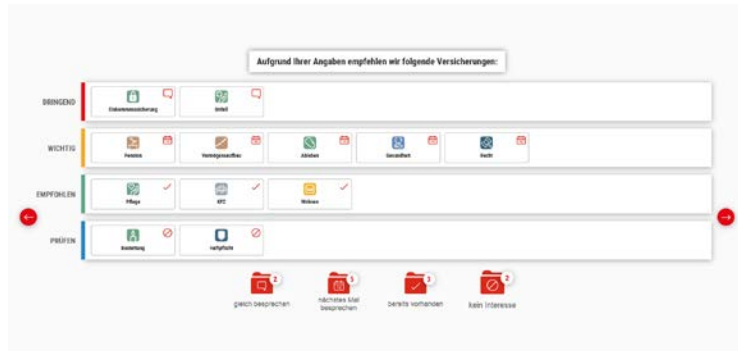 Aufgrund Ihrer Angaben empfehlen wir folgende Versicherungen:
DRINGEND
Einkommenssicherung
Unfall
WICHTIG
Pension
Vermögensaufbau
Ableben
Gesundheit
Recht
EMPFOHLEN
Pflege
KFZ
Wohnen
PRÜFEN
Bestattung
Haftpflicht
2
5
3
2
gleich besprechen
nächstes Mal
besprechen
bereits vorhanden
kein Interesse